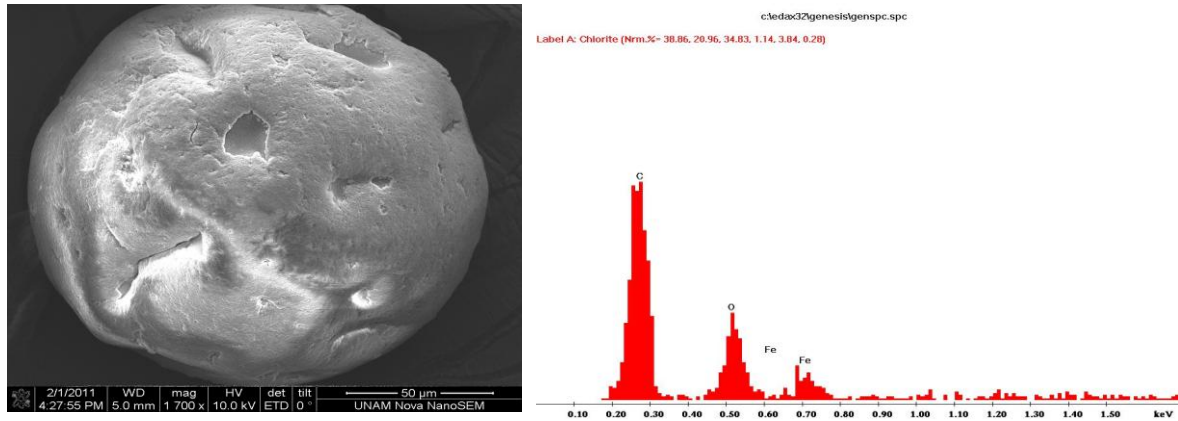 2/1/2011 WD mag HV det tilt 50 µm
4:27:55 PM 5.0 mm 1 700 x 10.0 kV ETD 0 ° UNAM Nova NanoSEM
c:\edax32\genesis\genspc.spc
Label A: Chlorite (Nrm.%= 38.86, 20.96, 34.83, 1.14, 3.84, 0.28)
C
O
Fe
Fe
0.10 0.20 0.30 0.40 0.50 0.60 0.70 0.80 0.90 1.00 1.10 1.20 1.30 1.40 1.50 keV